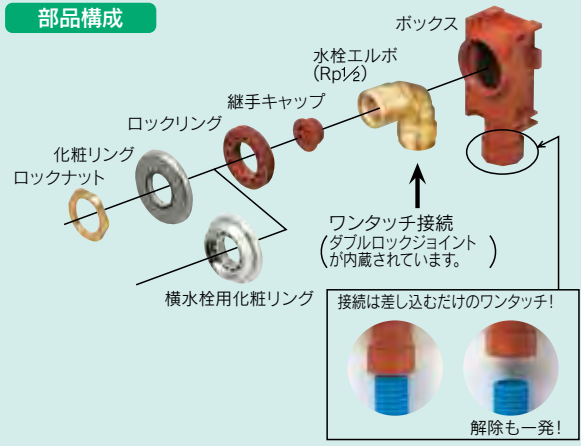 部品構成
ボックス
水栓エルボ
(Rp1/2)
継手キャップ
ロックリング
化粧リング
ロックナット
ワンタッチ接続
(ダブルロックジョイント
が内蔵されています。)
横水栓用化粧リング
接続は差し込むだけのワンタッチ!
解除も一発!